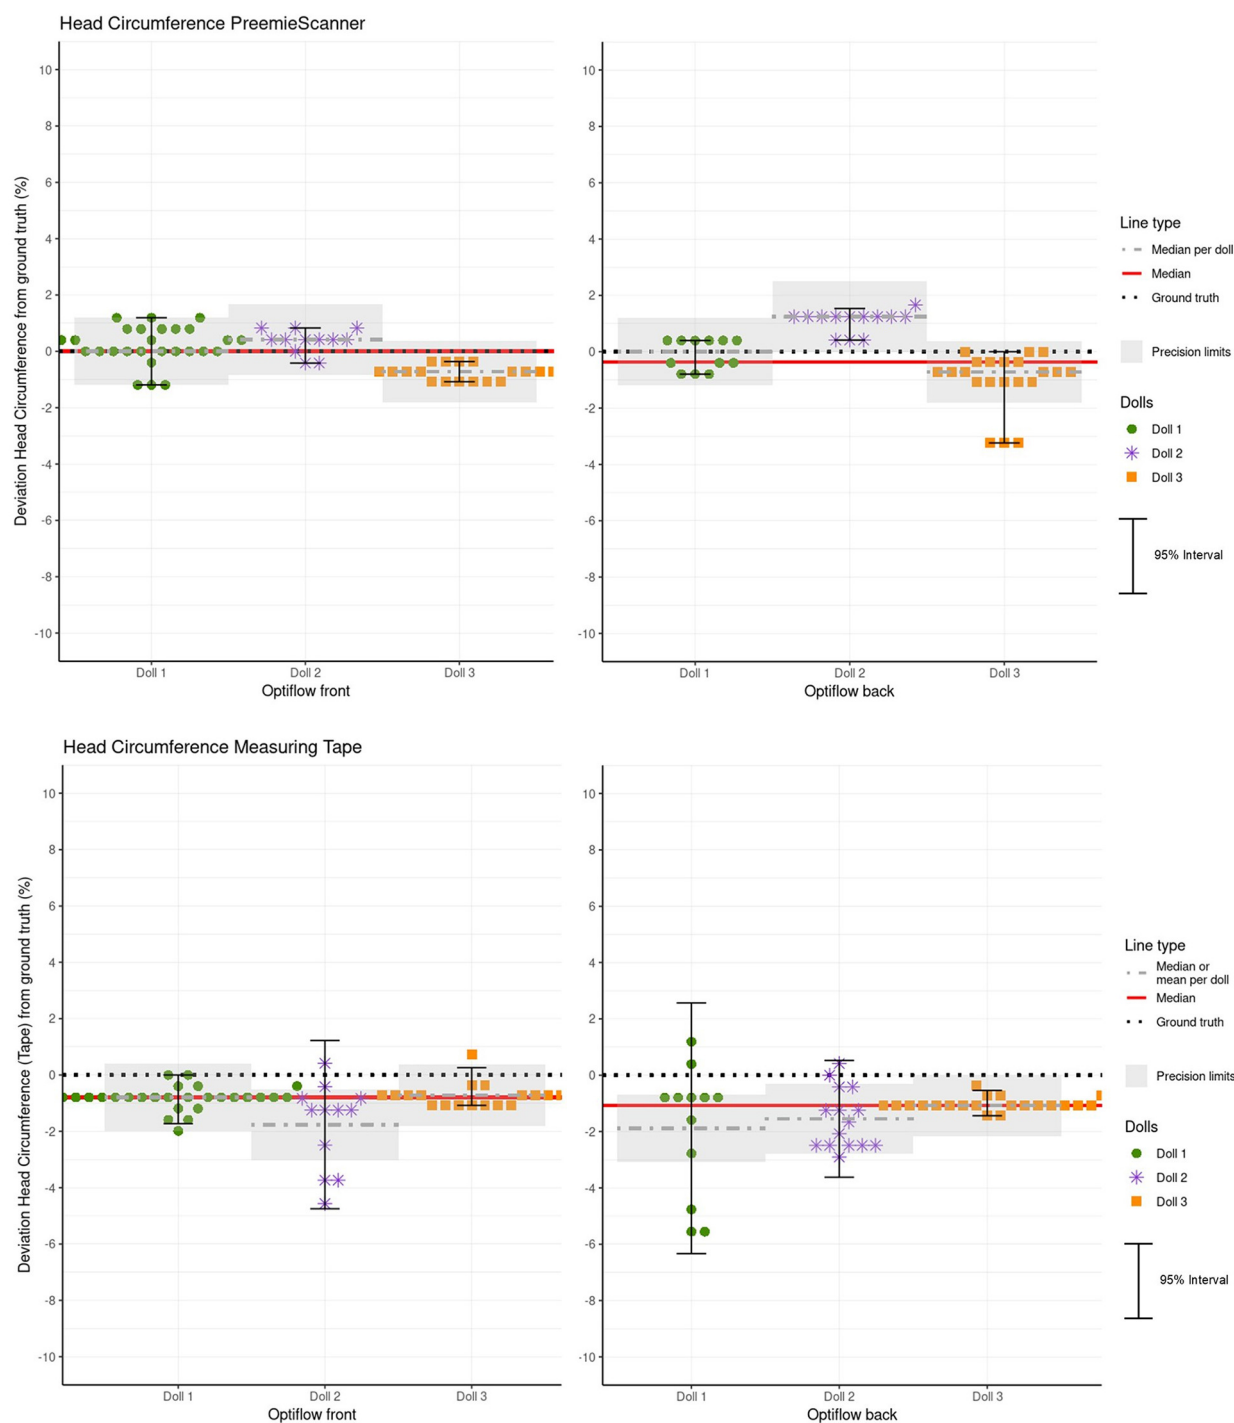 Head Circumference PreemieScanner
Deviation Head Circumference from ground truth (%)
10
8
6
4
2
0
-2
-4
-6
-8
-10
Doll 1 Doll 2 Doll 3
Optiflow front
10
8
6
4
2
0
-2
-4
-6
-8
-10
Doll 1 Doll 2 Doll 3
Optiflow back
Line type
Median per doll
Median
Ground truth
Precision limits
Dolls
Doll 1
Doll 2
Doll 3
95% Interval
Head Circumference Measuring Tape
Deviation Head Circumference (Tape) from ground truth (%)
10
8
6
4
2
0
-2
-4
-6
-8
-10
Doll 1 Doll 2 Doll 3
Optiflow front
10
8
6
4
2
0
-2
-4
-6
-8
-10
Doll 1 Doll 2 Doll 3
Optiflow back
Line type
Median or
mean per doll
Median
Ground truth
Precision limits
Dolls
Doll 1
Doll 2
Doll 3
95% Interval